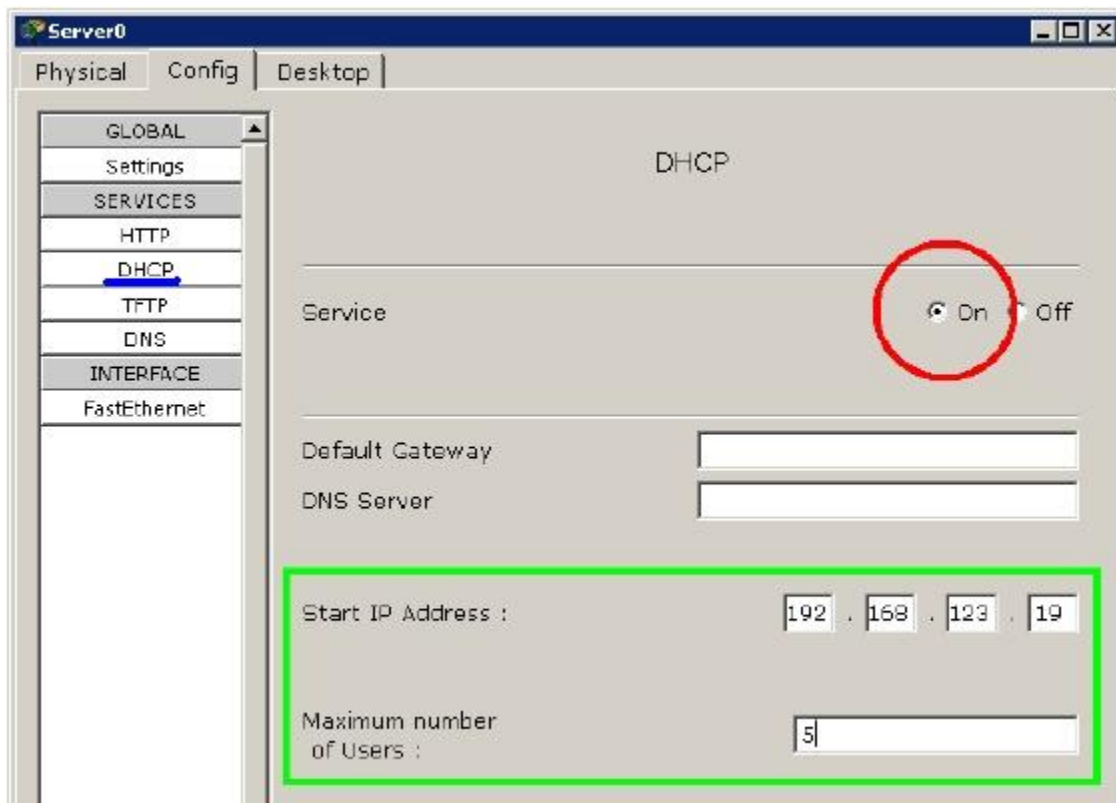 Server0
Physical Config Desktop
GLOBAL
Settings
SERVICES
HTTP
DHCP
TFTP
DNS
INTERFACE
FastEthernet
DHCP
Service On Off
Default Gateway
DNS Server
Start IP Address : 192 . 168 . 123 . 19
Maximum number
of Users : 5